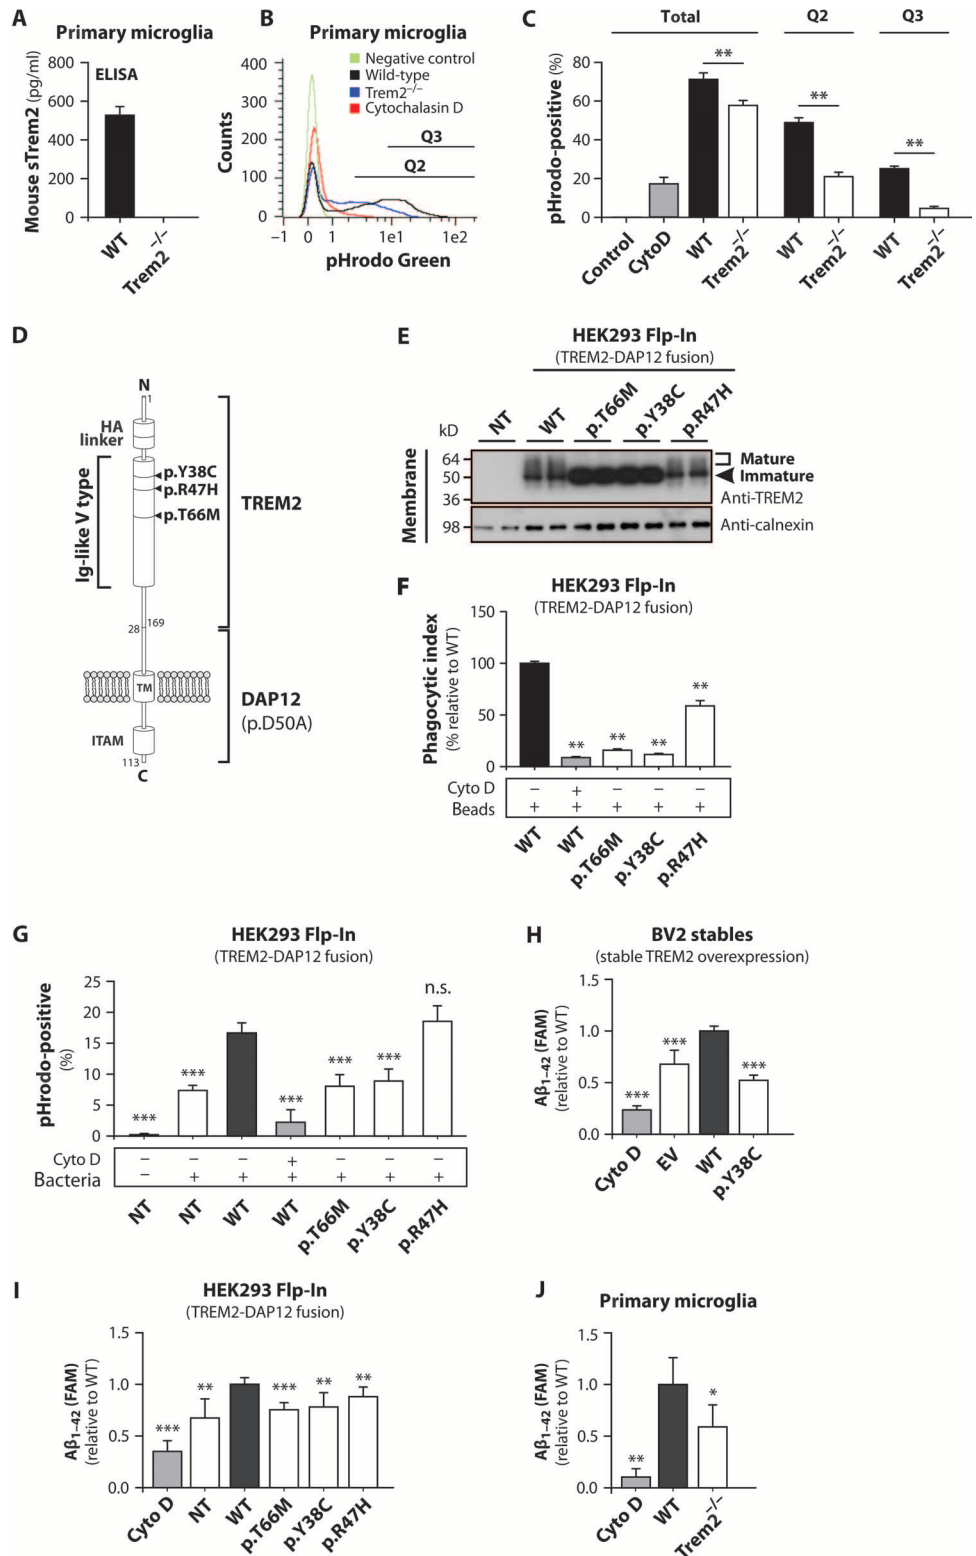 A
Primary microglia
Mouse sTrem2 (pg/ml)
800
600
400
200
0
ELISA
WT
Trem2−/−
B
Primary microglia
Counts
400
300
200
100
0
Negative control
Wild-type
Trem2−/−
Cytochalasin D
Q3
Q2
−1 0 1 1e1 1e2
pHrodo Green
C
Total Q2 Q3
pHrodo-positive (%)
80
60
40
20
0
** ** **
Control
CytoD
WT
Trem2−/−
WT
Trem2−/−
WT
Trem2−/−
D
N
1
HA
linker
Ig-like V type
p.Y38C
p.R47H
p.T66M
TREM2
28 169
TM
DAP12
(p.D50A)
ITAM
113
C
E
HEK293 Flp-In
(TREM2-DAP12 fusion)
kD
NT
WT
p.T66M
p.Y38C
p.R47H
Membrane
64
50
36
98
Mature
Immature
Anti-TREM2
Anti-calnexin
F
HEK293 Flp-In
(TREM2-DAP12 fusion)
Phagocytic index
(% relative to WT)
150
100
50
0
** ** ** **
Cyto D − + − − −
Beads + + + + +
WT
WT
p.T66M
p.Y38C
p.R47H
G
HEK293 Flp-In
(TREM2-DAP12 fusion)
pHrodo-positive
(%)
25
20
15
10
5
0
*** *** *** *** *** n.s.
Cyto D − − − + − − −
Bacteria − + + + + + +
NT
NT
WT
WT
p.T66M
p.Y38C
p.R47H
H
BV2 stables
(stable TREM2 overexpression)
Aβ1–42 (FAM)
(relative to WT)
1.5
1.0
0.5
0.0
*** *** ***
Cyto D
EV
WT
p.Y38C
I
HEK293 Flp-In
(TREM2-DAP12 fusion)
Aβ1–42 (FAM)
(relative to WT)
1.5
1.0
0.5
0.0
*** ** *** ** **
Cyto D
NT
WT
p.T66M
p.Y38C
p.R47H
J
Primary microglia
Aβ1–42 (FAM)
(relative to WT)
1.5
1.0
0.5
0.0
** *
Cyto D
WT
Trem2−/−